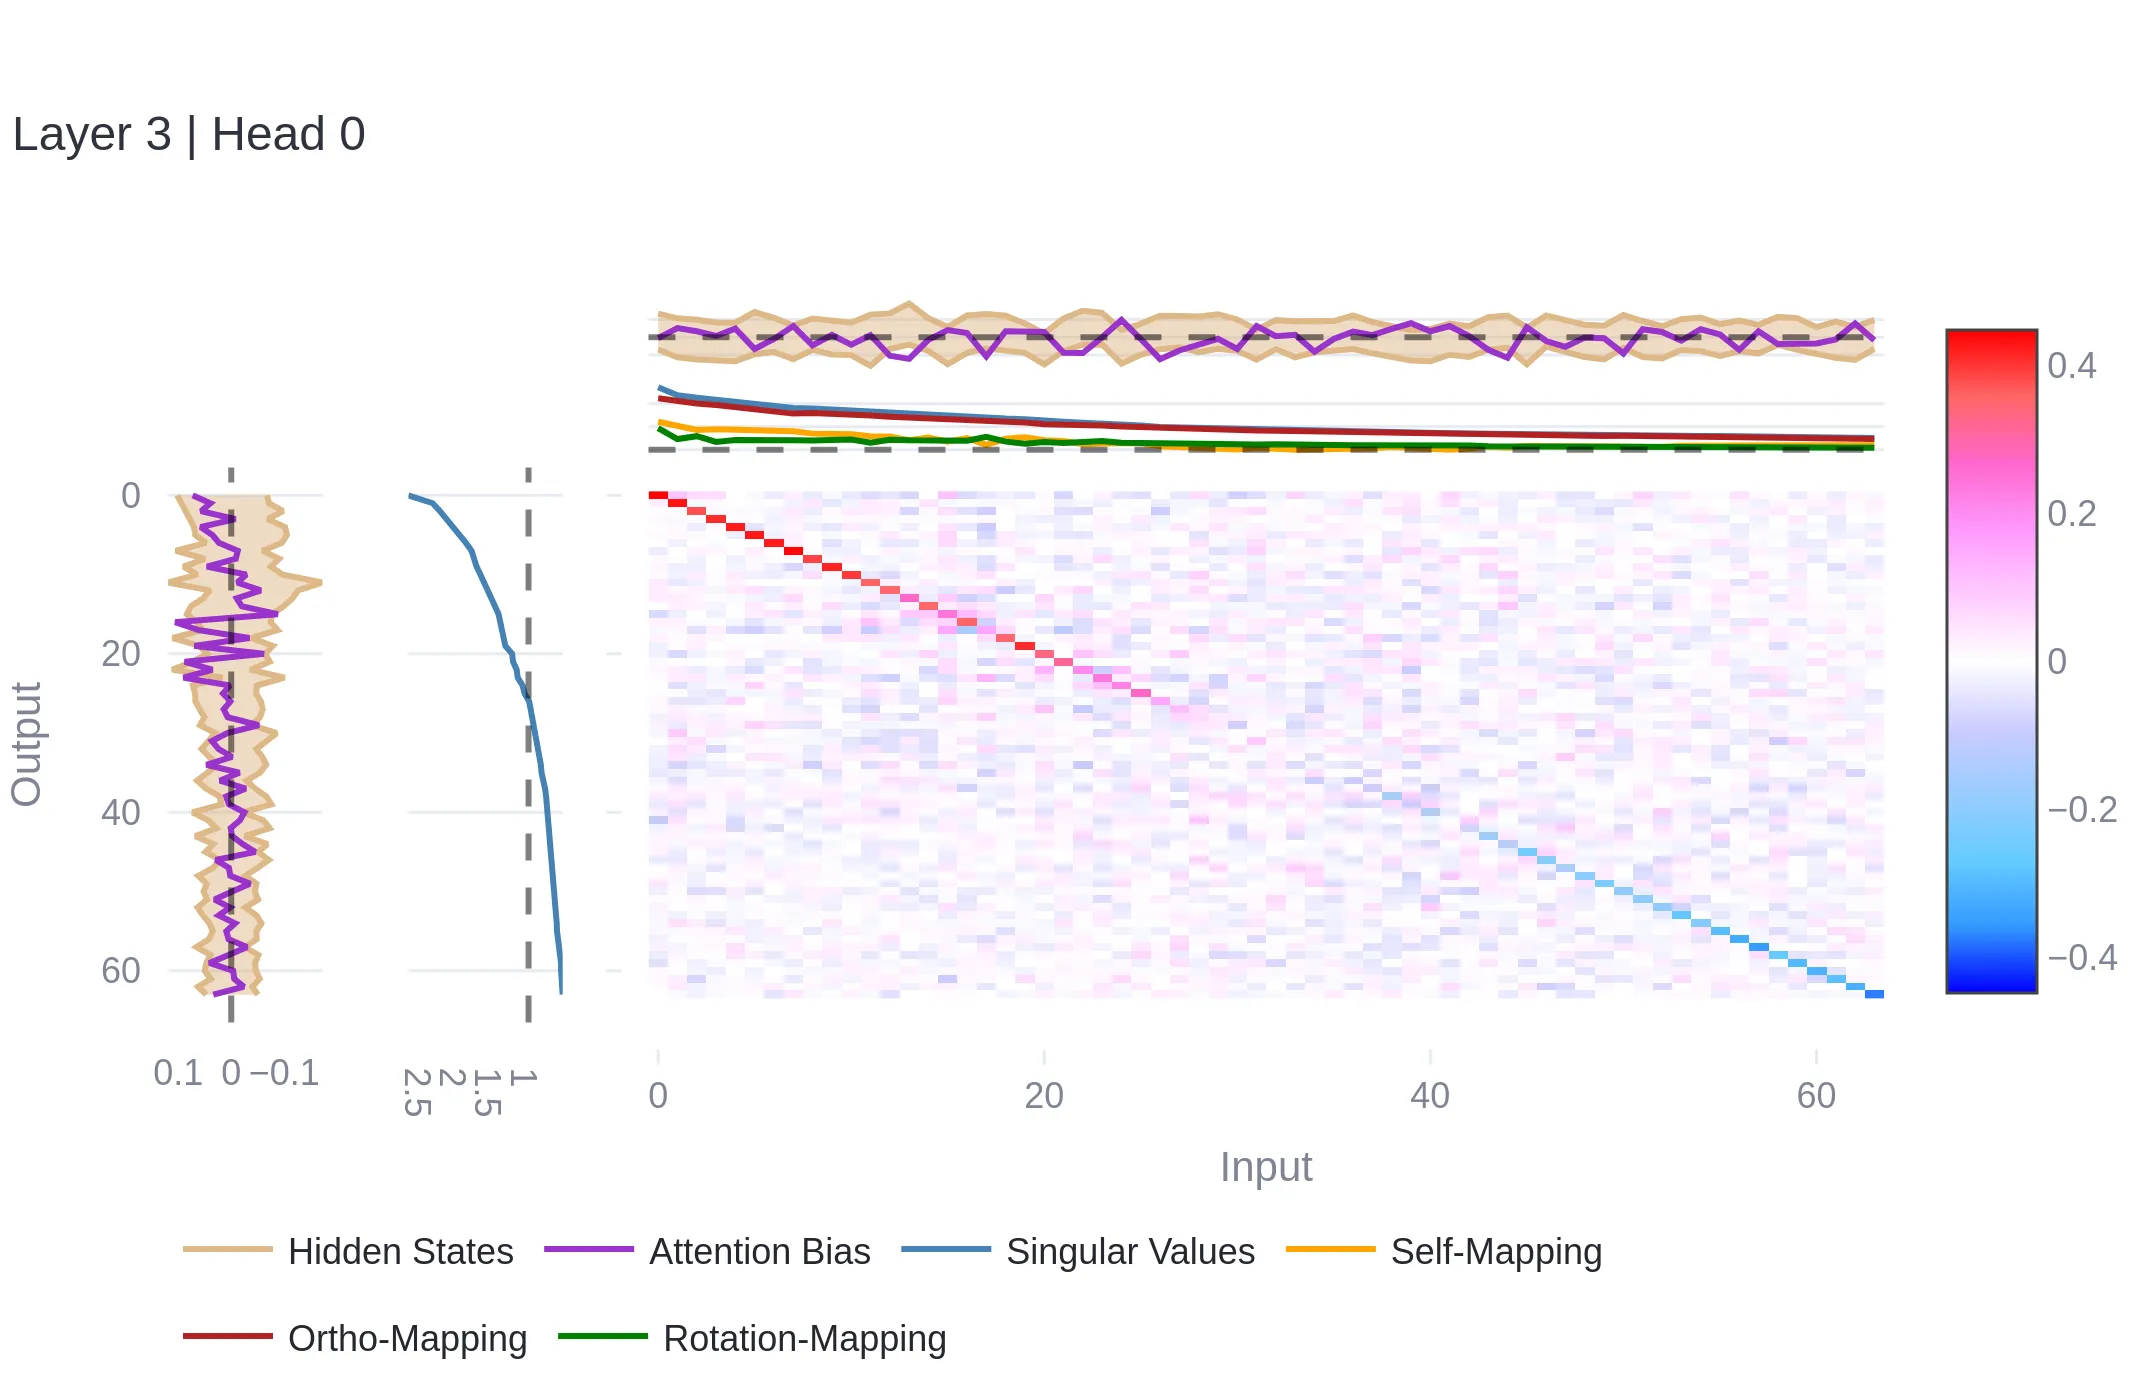 Layer 3 | Head 0
0.4
0.2
0
−0.2
−0.4
Output
0
20
40
60
0.1 0 −0.1
2.5 2 1.5 1
0 20 40 60
Input
Hidden States Attention Bias Singular Values Self-Mapping
Ortho-Mapping Rotation-Mapping